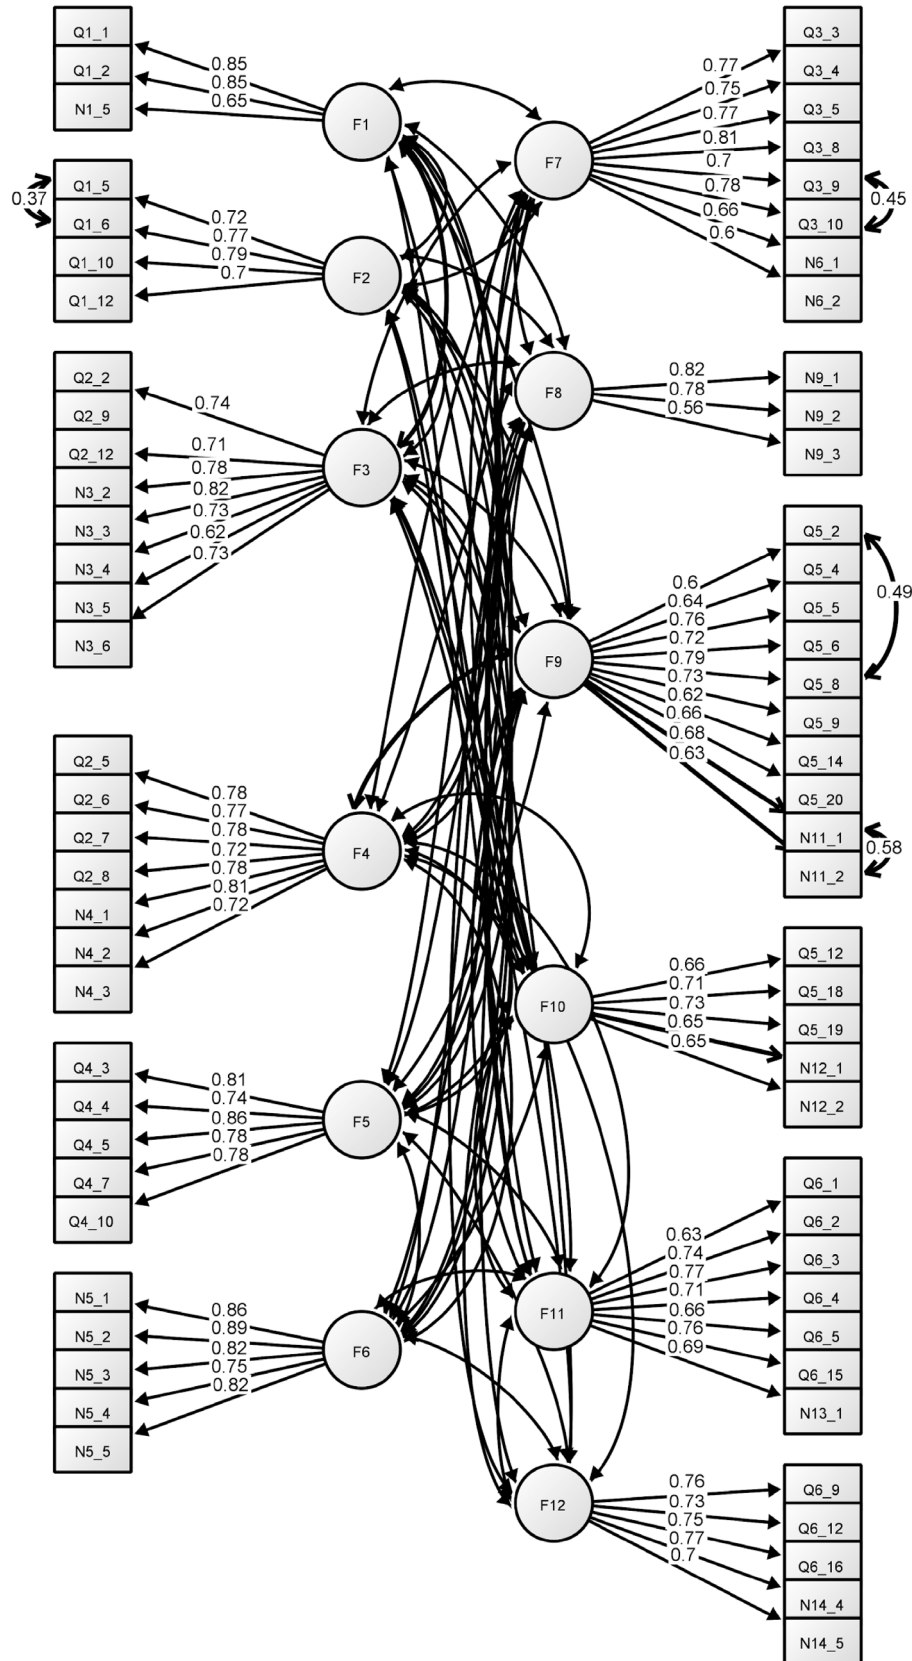 Q1_1
Q1_2
N1_5
0.85
0.85
0.65
F1
Q1_5
Q1_6
Q1_10
Q1_12
0.37
0.72
0.77
0.79
0.7
F2
Q2_2
Q2_9
Q2_12
N3_2
N3_3
N3_4
N3_5
N3_6
0.74
0.71
0.78
0.82
0.73
0.62
0.73
F3
Q2_5
Q2_6
Q2_7
Q2_8
N4_1
N4_2
N4_3
0.78
0.77
0.78
0.72
0.78
0.81
0.72
F4
Q4_3
Q4_4
Q4_5
Q4_7
Q4_10
0.81
0.74
0.86
0.78
0.78
F5
N5_1
N5_2
N5_3
N5_4
N5_5
0.86
0.89
0.82
0.75
0.82
F6
F7
0.77
0.75
0.77
0.81
0.7
0.78
0.66
0.6
Q3_3
Q3_4
Q3_5
Q3_8
Q3_9
Q3_10
N6_1
N6_2
0.45
F8
0.82
0.78
0.56
N9_1
N9_2
N9_3
F9
0.6
0.64
0.76
0.72
0.79
0.73
0.62
0.66
0.68
0.63
Q5_2
Q5_4
Q5_5
Q5_6
Q5_8
Q5_9
Q5_14
Q5_20
N11_1
N11_2
0.49
0.58
F10
0.66
0.71
0.73
0.65
0.65
Q5_12
Q5_18
Q5_19
N12_1
N12_2
F11
0.63
0.74
0.77
0.71
0.66
0.76
0.69
Q6_1
Q6_2
Q6_3
Q6_4
Q6_5
Q6_15
N13_1
F12
0.76
0.73
0.75
0.77
0.7
Q6_9
Q6_12
Q6_16
N14_4
N14_5